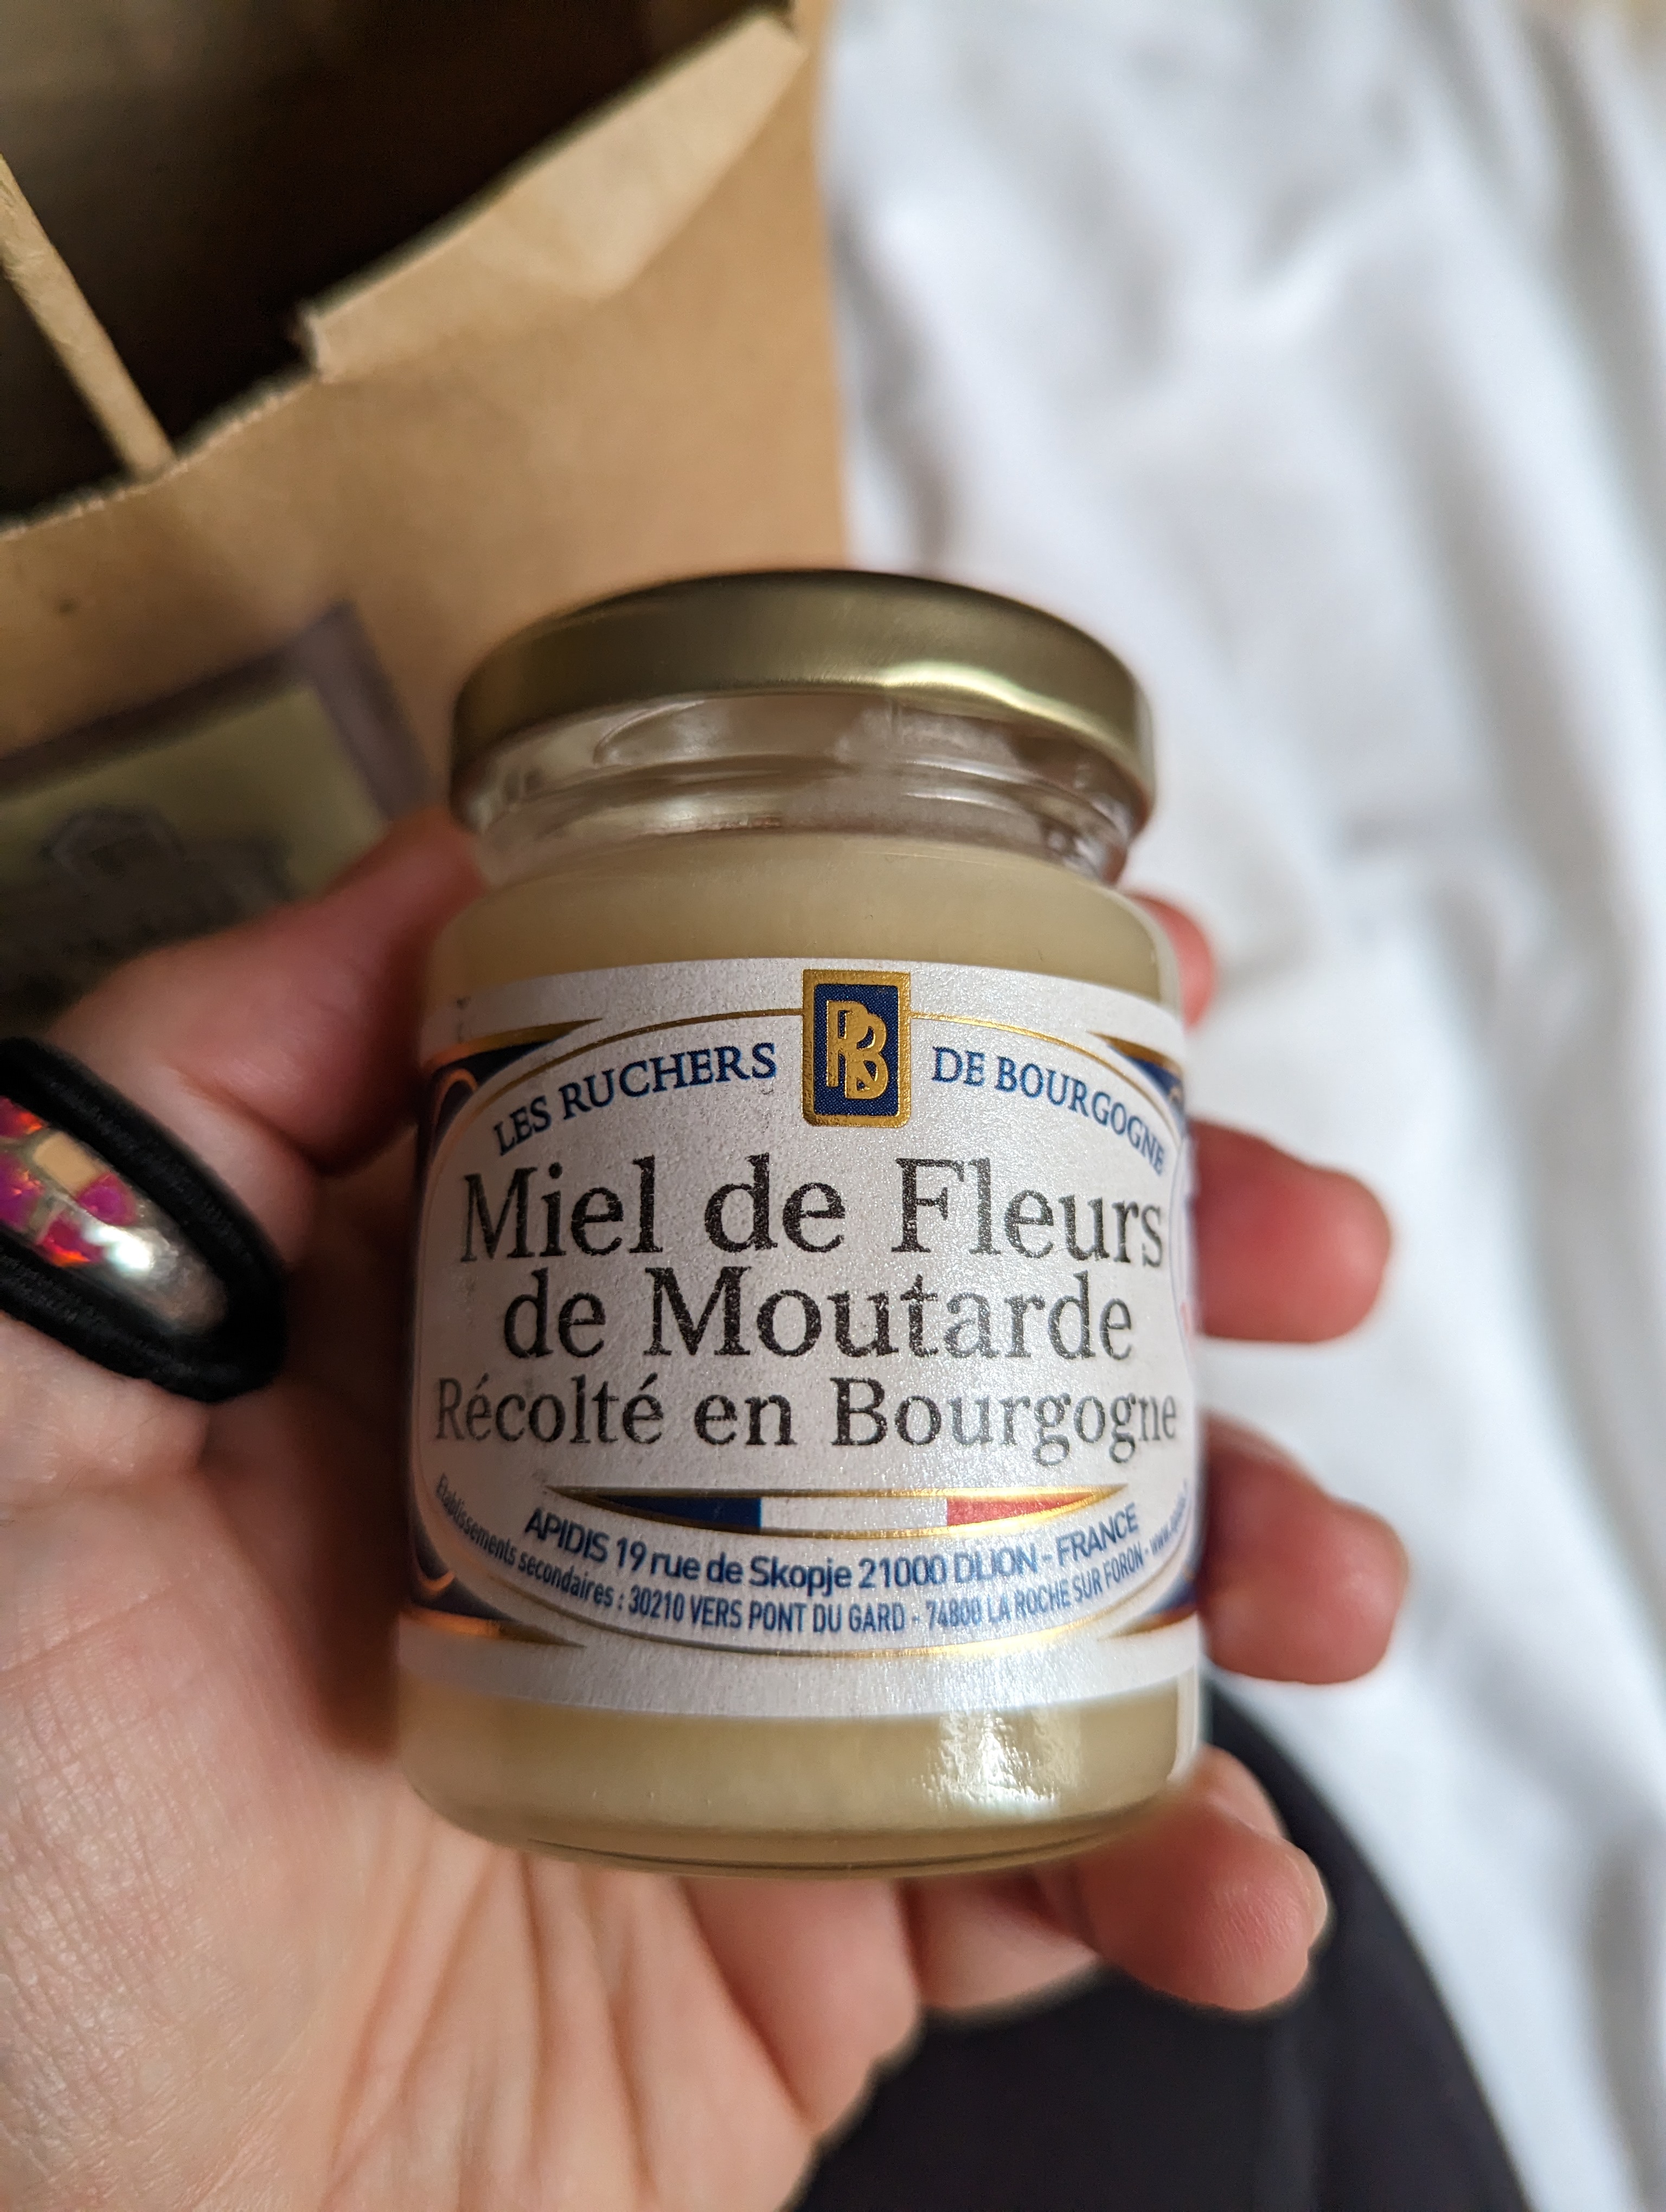 LES RUCHERS RB DE BOURGOGNE
Miel de Fleurs
de Moutarde
Récolté en Bourgogne
APIDIS 19 rue de Skopje 21000 DIJON - FRANCE
Etablissements secondaires : 30210 VERS PONT DU GARD - 74800 LA ROCHE SUR FORON -